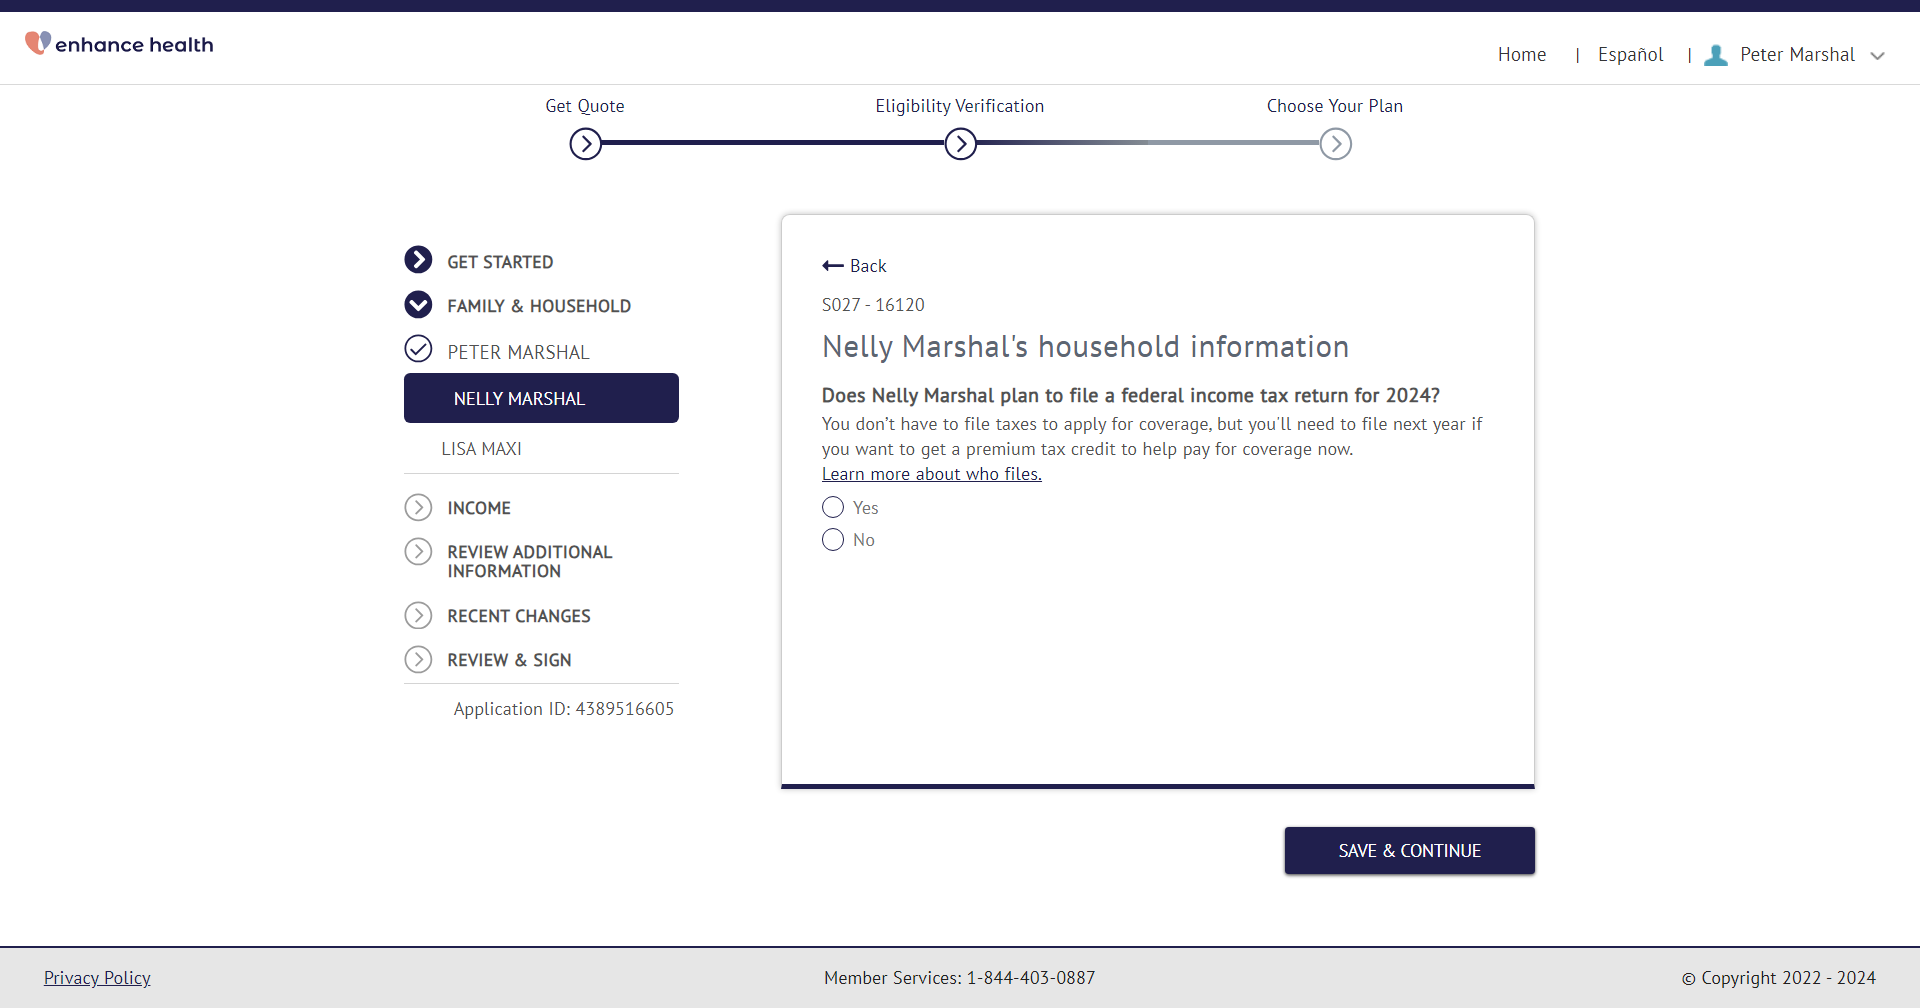 enhance health
Home | Español | Peter Marshal
Get Quote
Eligibility Verification
Choose Your Plan
GET STARTED
FAMILY & HOUSEHOLD
PETER MARSHAL
NELLY MARSHAL
LISA MAXI
INCOME
REVIEW ADDITIONAL
INFORMATION
RECENT CHANGES
REVIEW & SIGN
Application ID: 4389516605
Back
S027 - 16120
Nelly Marshal's household information
Does Nelly Marshal plan to file a federal income tax return for 2024?
You don’t have to file taxes to apply for coverage, but you'll need to file next year if
you want to get a premium tax credit to help pay for coverage now.
Learn more about who files.
Yes
No
SAVE & CONTINUE
Privacy Policy
Member Services: 1-844-403-0887
© Copyright 2022 - 2024